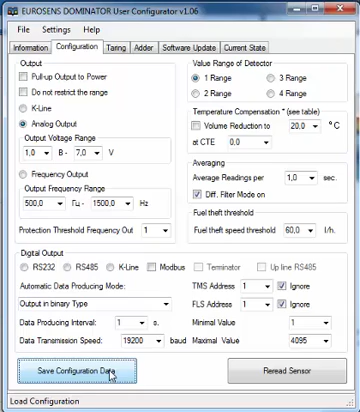 EUROSENS DOMINATOR User Configurator v1.06
File Settings Help
Information Configuration Taring Adder Software Update Current State
Output
Pull-up Output to Power
Do not restrict the range
K-Line
Analog Output
Output Voltage Range
1,0 B - 7,0 V
Frequency Output
Output Frequency Range
500,0 Гц - 1500,0 Hz
Protection Threshold Frequency Out 1
Value Range of Detector
1 Range 3 Range
2 Range 4 Range
Temperature Compensation * (see table)
Volume Reduction to 20,0 °C
at CTE 0.0
Averaging
Average Readings per 1,0 sec.
Diff. Filter Mode on
Fuel theft threshold
Fuel theft speed threshold 60,0 l/h.
Digital Output
RS232 RS485 K-Line Modbus Terminator Up line RS485
Automatic Data Producing Mode:
Output in binary Type
Data Producing Interval: 1 s.
Data Transmission Speed: 19200 baud
TMS Address 1 Ignore
FLS Address 1 Ignore
Minimal Value 1
Maximal Value 4095
Save Configuration Data
Reread Sensor
Load Configuration